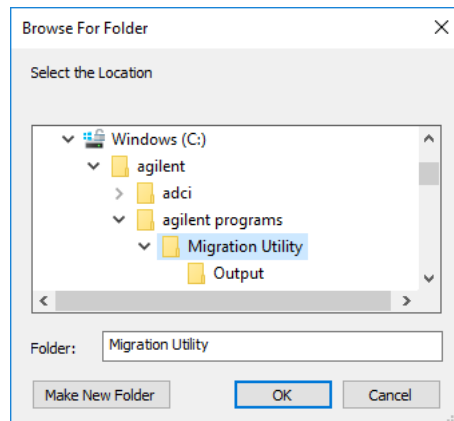 Browse For Folder
Select the Location
Windows (C:)
agilent
adci
agilent programs
Migration Utility
Output
Folder: Migration Utility
Make New Folder OK Cancel